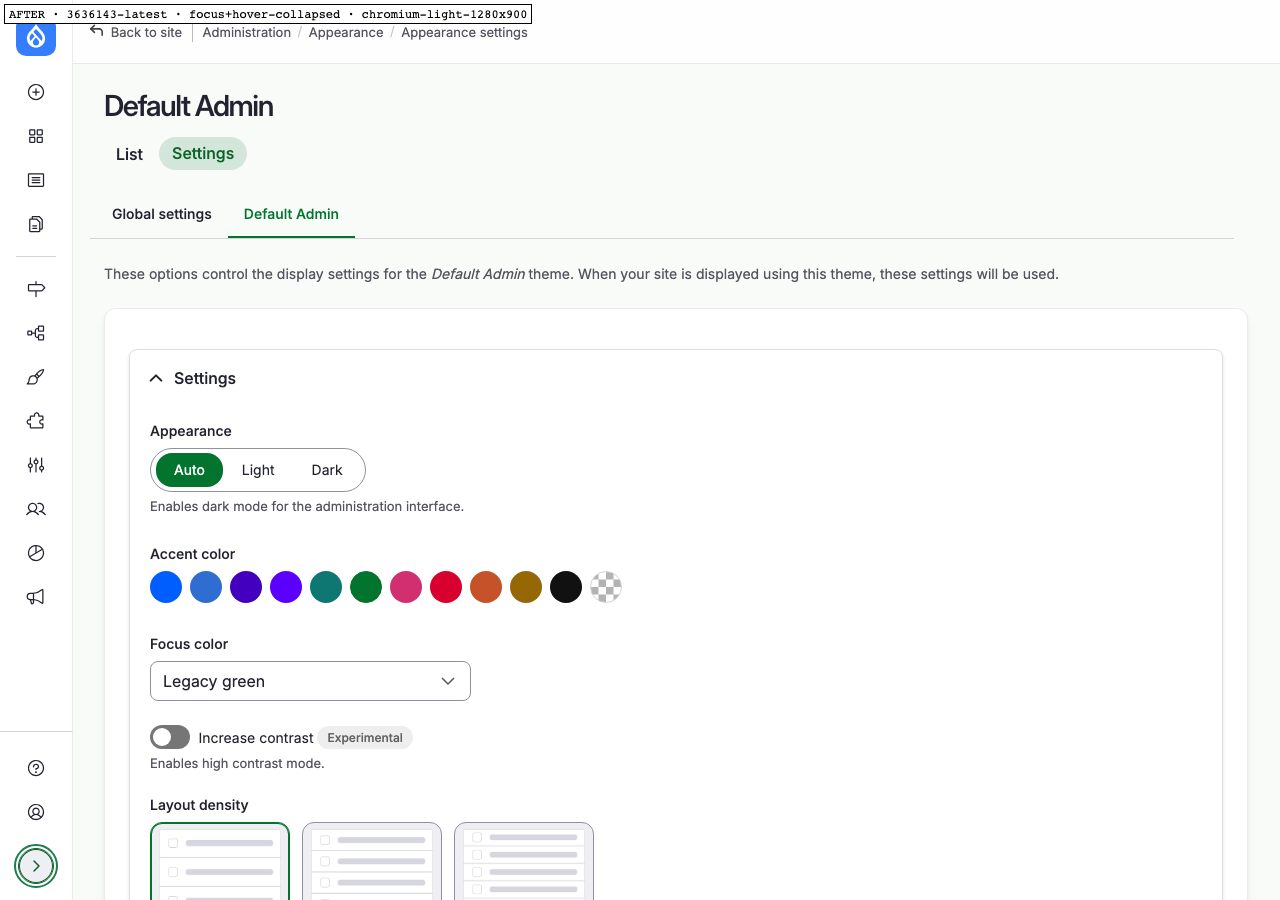 AFTER · 3636143-latest · focus+hover-collapsed · chromium-light-1280x900
Back to site Administration / Appearance / Appearance settings
Default Admin
List Settings
Global settings Default Admin
These options control the display settings for the Default Admin theme. When your site is displayed using this theme, these settings will be used.
Settings
Appearance
Auto Light Dark
Enables dark mode for the administration interface.
Accent color
Focus color
Legacy green
Increase contrast Experimental
Enables high contrast mode.
Layout density